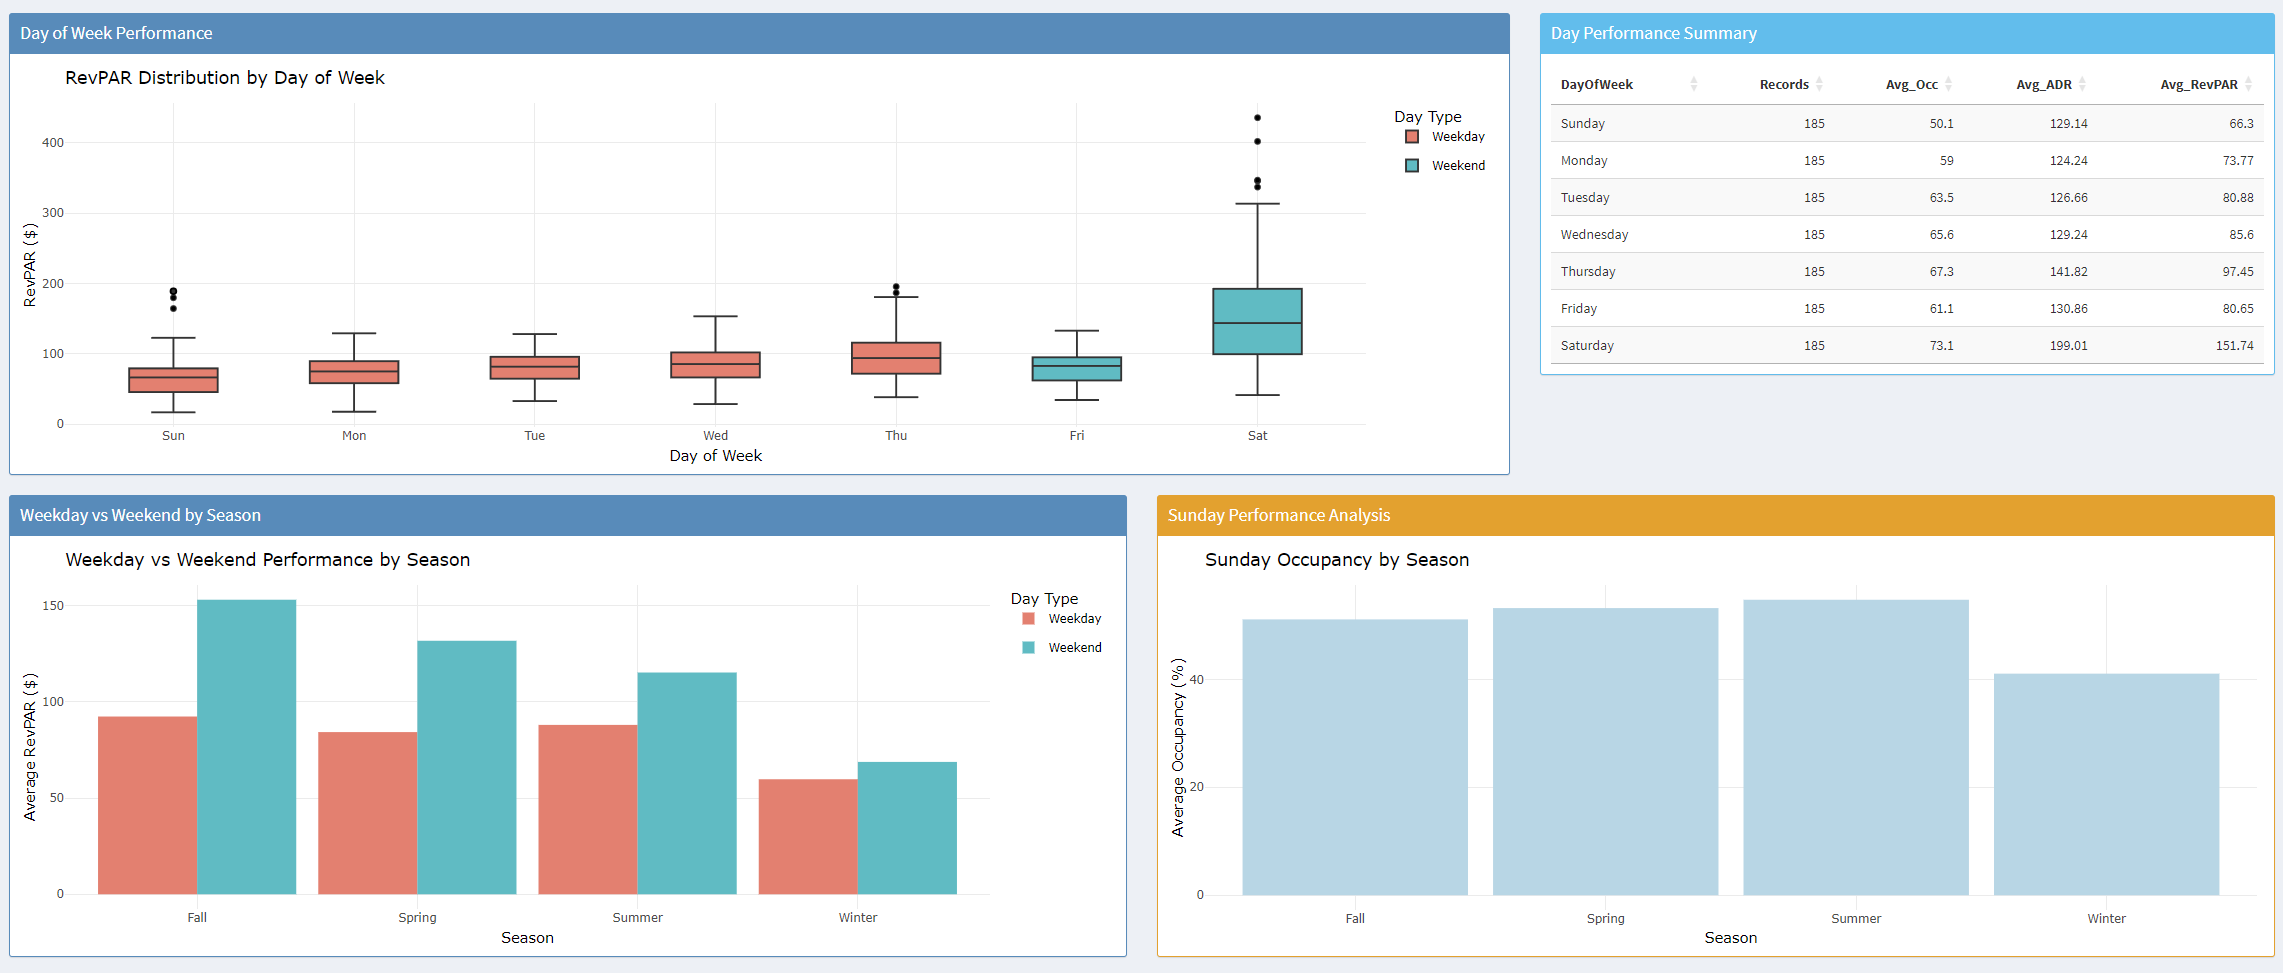 Day of Week Performance
RevPAR Distribution by Day of Week
RevPAR ($)
400
300
200
100
0
Sun Mon Tue Wed Thu Fri Sat
Day of Week
Day Type
Weekday
Weekend
Day Performance Summary
DayOfWeek Records Avg_Occ Avg_ADR Avg_RevPAR
Sunday 185 50.1 129.14 66.3
Monday 185 59 124.24 73.77
Tuesday 185 63.5 126.66 80.88
Wednesday 185 65.6 129.24 85.6
Thursday 185 67.3 141.82 97.45
Friday 185 61.1 130.86 80.65
Saturday 185 73.1 199.01 151.74
Weekday vs Weekend by Season
Weekday vs Weekend Performance by Season
Average RevPAR ($)
150
100
50
0
Fall Spring Summer Winter
Season
Day Type
Weekday
Weekend
Sunday Performance Analysis
Sunday Occupancy by Season
Average Occupancy (%)
40
20
0
Fall Spring Summer Winter
Season